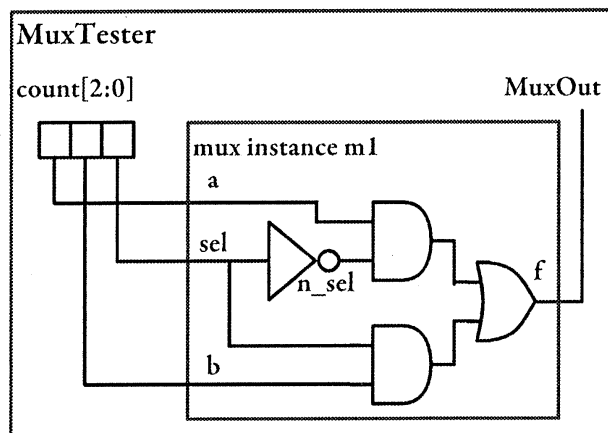 MuxTester
count[2:0]
MuxOut
mux instance m1
a
sel
n_sel
f
b